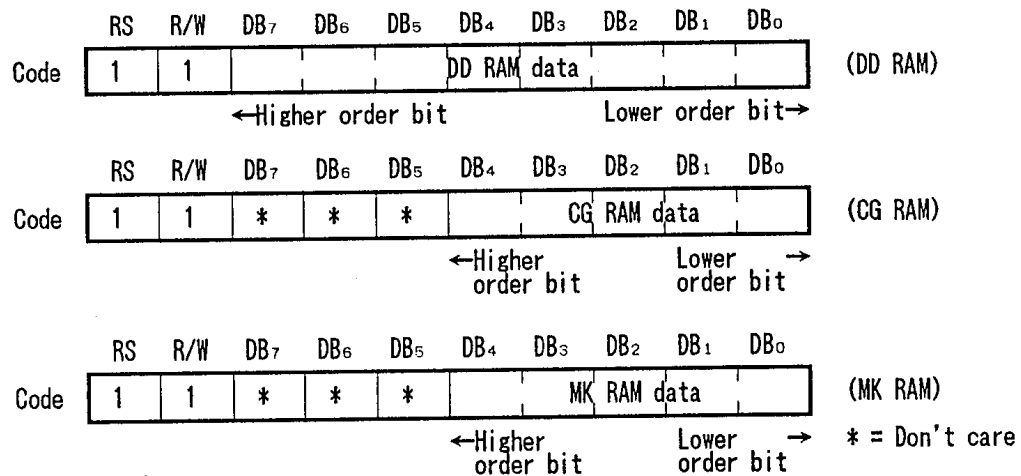 RS R/W DB₇ DB₆ DB₅ DB₄ DB₃ DB₂ DB₁ DB₀
Code 1 1 DD RAM data (DD RAM)
←Higher order bit Lower order bit→
RS R/W DB₇ DB₆ DB₅ DB₄ DB₃ DB₂ DB₁ DB₀
Code 1 1 * * * CG RAM data (CG RAM)
←Higher Lower →
order bit order bit
RS R/W DB₇ DB₆ DB₅ DB₄ DB₃ DB₂ DB₁ DB₀
Code 1 1 * * * MK RAM data (MK RAM)
←Higher Lower → * = Don't care
order bit order bit